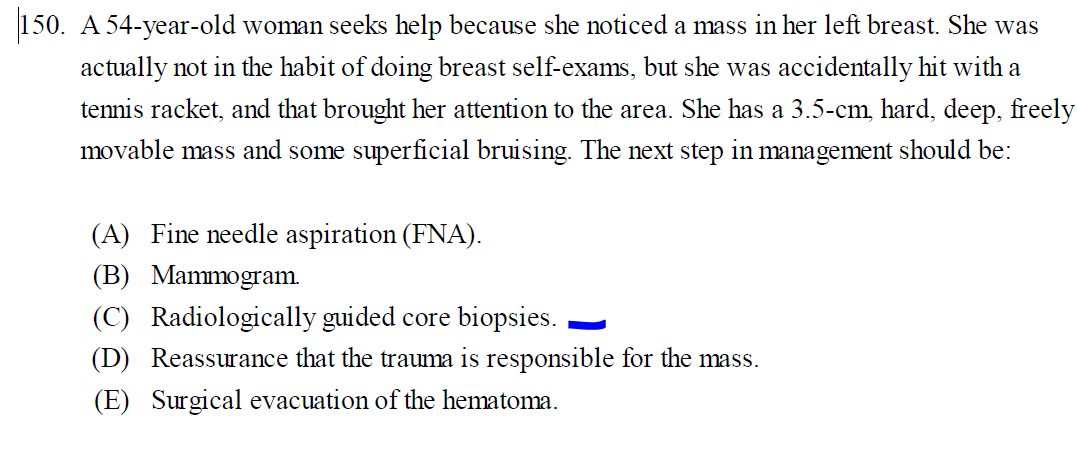 150. A 54-year-old woman seeks help because she noticed a mass in her left breast. She was
actually not in the habit of doing breast self-exams, but she was accidentally hit with a
tennis racket, and that brought her attention to the area. She has a 3.5-cm, hard, deep, freely
movable mass and some superficial bruising. The next step in management should be:
(A) Fine needle aspiration (FNA).
(B) Mammogram.
(C) Radiologically guided core biopsies.
(D) Reassurance that the trauma is responsible for the mass.
(E) Surgical evacuation of the hematoma.